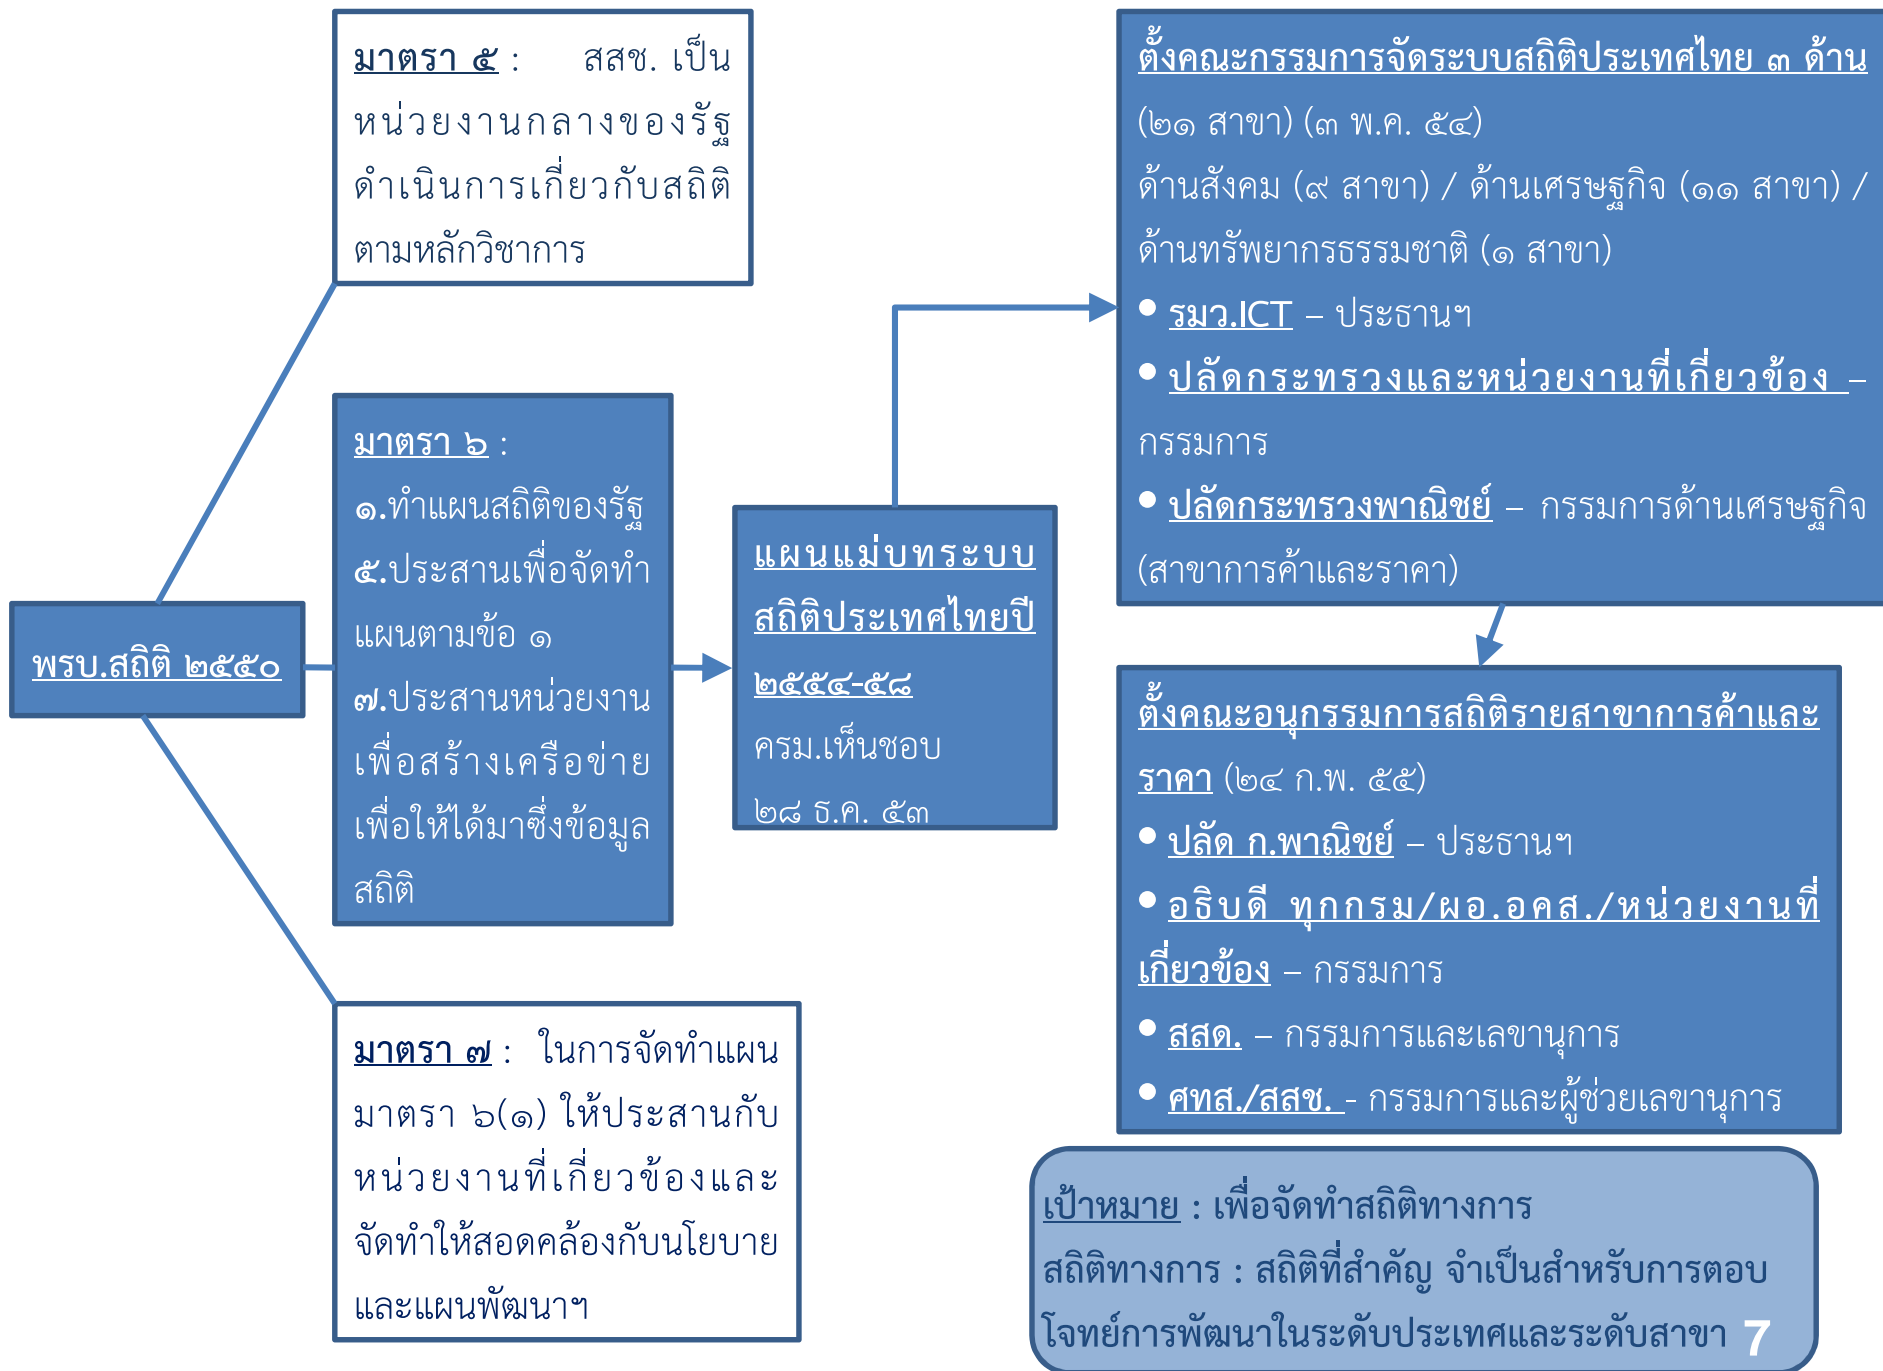 มาตรา ๕ : สสช. เป็น
หน่วยงานกลางของรัฐ
ดำเนินการเกี่ยวกับสถิติ
ตามหลักวิชาการ
พรบ.สถิติ ๒๕๕๐
มาตรา ๖ :
๑.ทำแผนสถิติของรัฐ
๕.ประสานเพื่อจัดทำ
แผนตามข้อ ๑
๗.ประสานหน่วยงาน
เพื่อสร้างเครือข่าย
เพื่อให้ได้มาซึ่งข้อมูล
สถิติ
มาตรา ๗ : ในการจัดทำแผน
มาตรา ๖(๑) ให้ประสานกับ
หน่วยงานที่เกี่ยวข้องและ
จัดทำให้สอดคล้องกับนโยบาย
และแผนพัฒนาฯ
แผนแม่บทระบบ
สถิติประเทศไทยปี
๒๕๕๔-๕๘
ครม.เห็นชอบ
๒๘ ธ.ค. ๕๓
ตั้งคณะกรรมการจัดระบบสถิติประเทศไทย ๓ ด้าน
(๒๑ สาขา) (๓ พ.ค. ๕๔)
ด้านสังคม (๙ สาขา) / ด้านเศรษฐกิจ (๑๑ สาขา) /
ด้านทรัพยากรธรรมชาติ (๑ สาขา)
• รมว.ICT – ประธานฯ
• ปลัดกระทรวงและหน่วยงานที่เกี่ยวข้อง –
กรรมการ
• ปลัดกระทรวงพาณิชย์ – กรรมการด้านเศรษฐกิจ
(สาขาการค้าและราคา)
ตั้งคณะอนุกรรมการสถิติรายสาขาการค้าและ
ราคา (๒๔ ก.พ. ๕๕)
• ปลัด ก.พาณิชย์ – ประธานฯ
• อธิบดี ทุกกรม/ผอ.อคส./หน่วยงานที่
เกี่ยวข้อง – กรรมการ
• สสด. – กรรมการและเลขานุการ
• ศทส./สสช. - กรรมการและผู้ช่วยเลขานุการ
เป้าหมาย : เพื่อจัดทำสถิติทางการ
สถิติทางการ : สถิติที่สำคัญ จำเป็นสำหรับการตอบ
โจทย์การพัฒนาในระดับประเทศและระดับสาขา 7